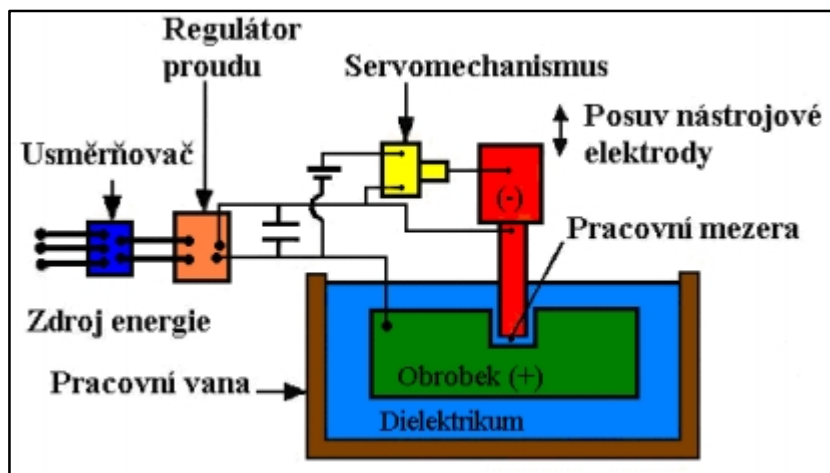 Regulátor
proudu
Servomechanismus
Posuv nástrojové
elektrody
Usměrňovač
(-)
Pracovní mezera
Zdroj energie
Pracovní vana
Obrobek (+)
Dielektrikum